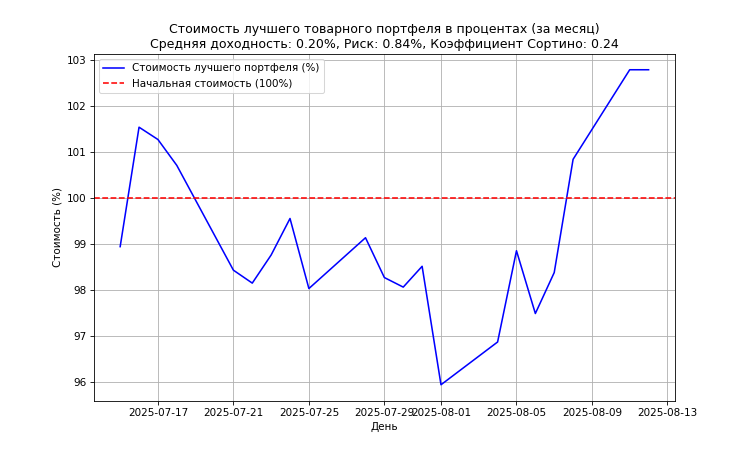 Стоимость лучшего товарного портфеля в процентах (за месяц)
Средняя доходность: 0.20%, Риск: 0.84%, Коэффициент Сортино: 0.24
Стоимость лучшего портфеля (%)
Начальная стоимость (100%)
Стоимость (%)
103
102
101
100
99
98
97
96
2025-07-17
2025-07-21
2025-07-25
2025-07-29
2025-08-01
2025-08-05
2025-08-09
2025-08-13
День